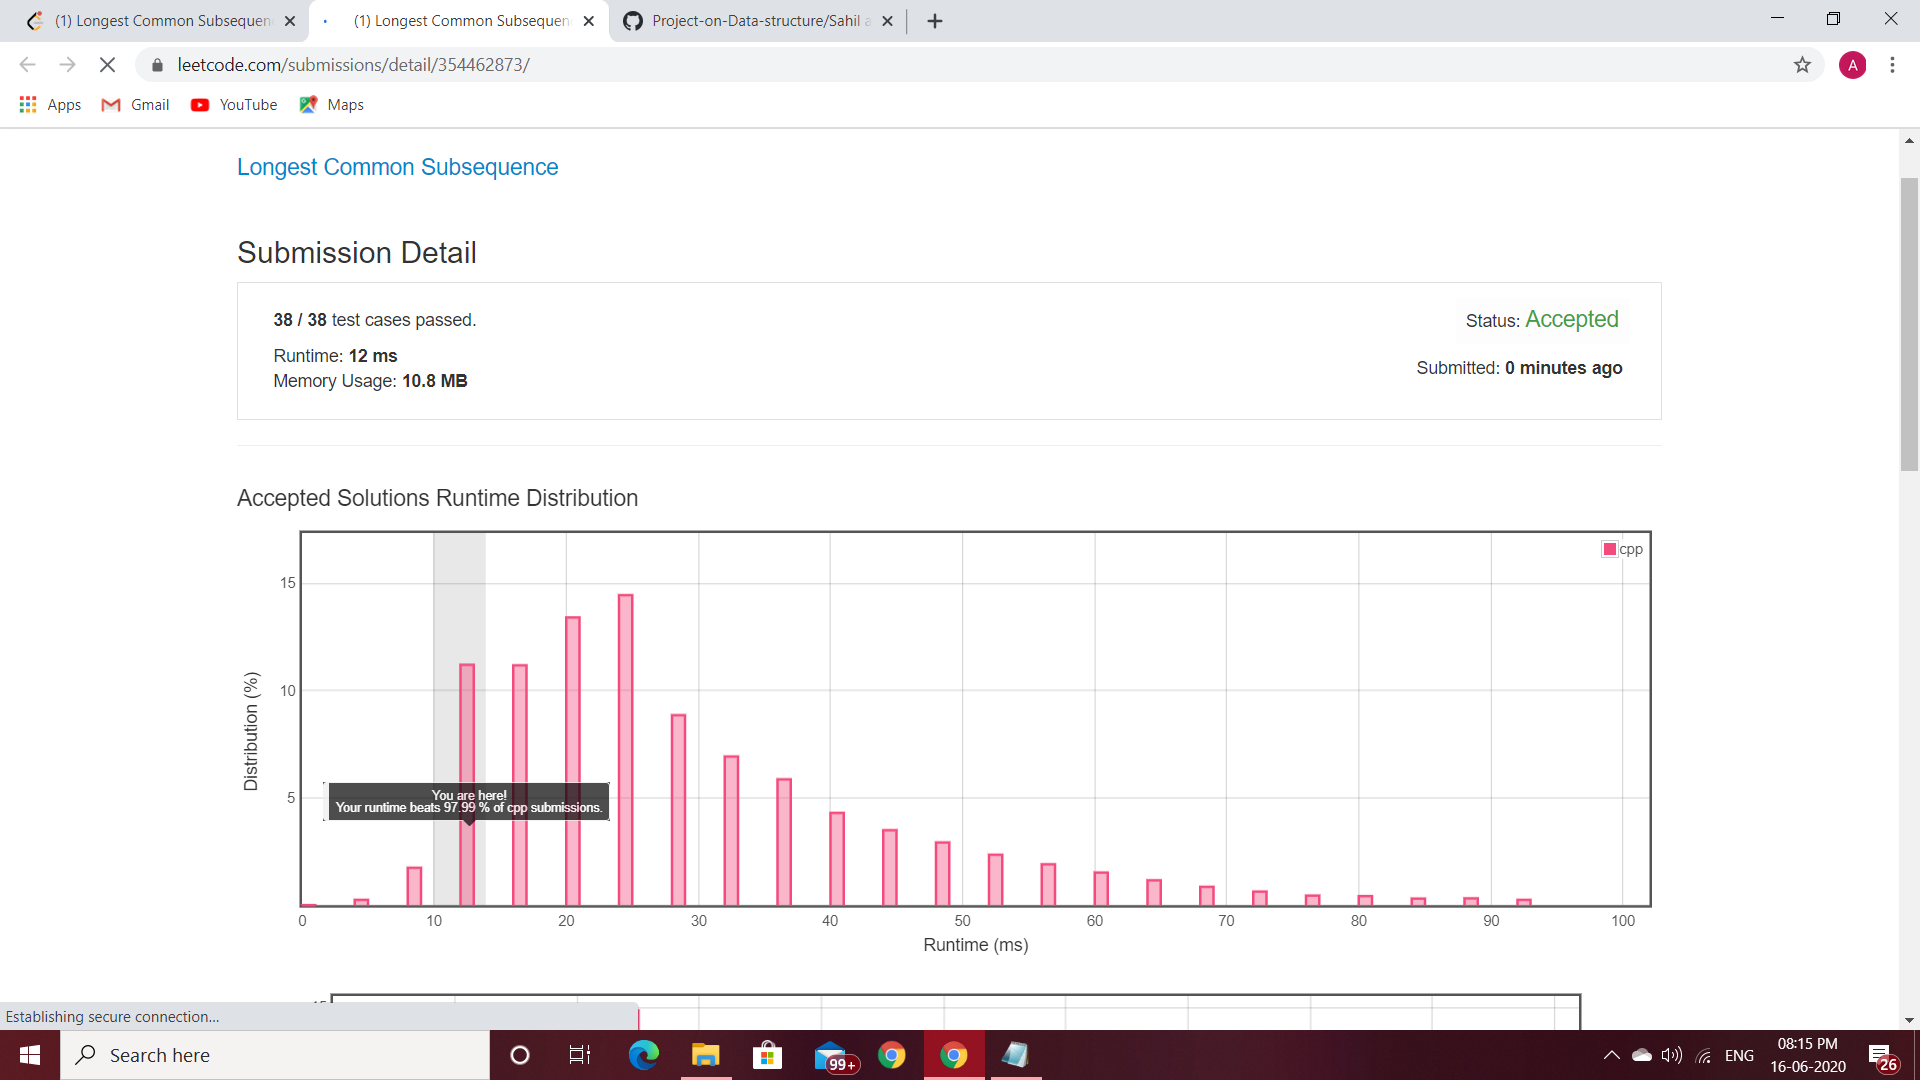 (1) Longest Common Subsequen
(1) Longest Common Subsequen
Project-on-Data-structure/Sahil a
leetcode.com/submissions/detail/354462873/
A
Apps
Gmail
YouTube
Maps
Longest Common Subsequence
Submission Detail
38 / 38 test cases passed.
Status: Accepted
Runtime: 12 ms
Submitted: 0 minutes ago
Memory Usage: 10.8 MB
Accepted Solutions Runtime Distribution
cpp
15
10
5
Distribution (%)
You are here!
Your runtime beats 97.99 % of cpp submissions.
0 10 20 30 40 50 60 70 80 90 100
Runtime (ms)
Establishing secure connection...
Search here
99+
ENG
08:15 PM
16-06-2020
26